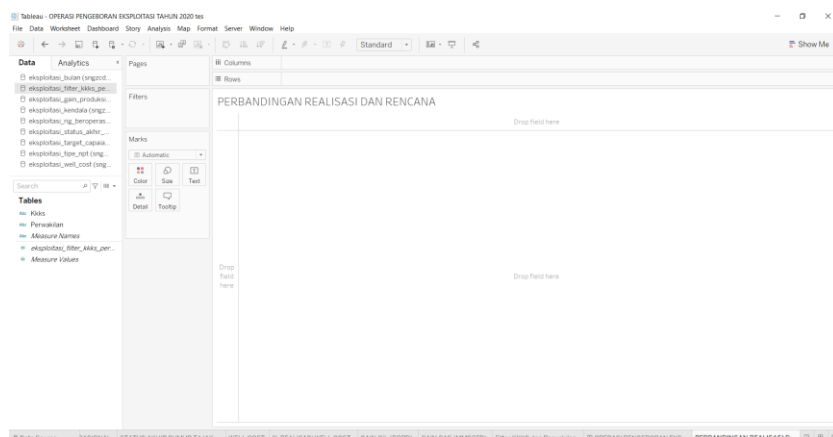 Tableau - OPERASI PENGEBORAN EKSPLOITASI TAHUN 2020 tes
File Data Worksheet Dashboard Story Analysis Map Format Server Window Help
Standard
Show Me
Data Analytics
Pages
Columns
Rows
eksploitasi_bulan (sngzcd...
eksploitasi_filter_kkks_pe...
eksploitasi_gain_produksi...
eksploitasi_kendala (sngz...
eksploitasi_rig_beroperas...
eksploitasi_status_akhir_...
eksploitasi_target_capaia...
eksploitasi_tipe_npt (sng...
eksploitasi_well_cost (sng...
Filters
PERBANDINGAN REALISASI DAN RENCANA
Drop field here
Marks
Automatic
Color Size Text
Detail Tooltip
Search
Tables
Abc Kkks
Abc Perwakilan
Abc Measure Names
eksploitasi_filter_kkks_per...
Measure Values
Drop
field
here
Drop field here